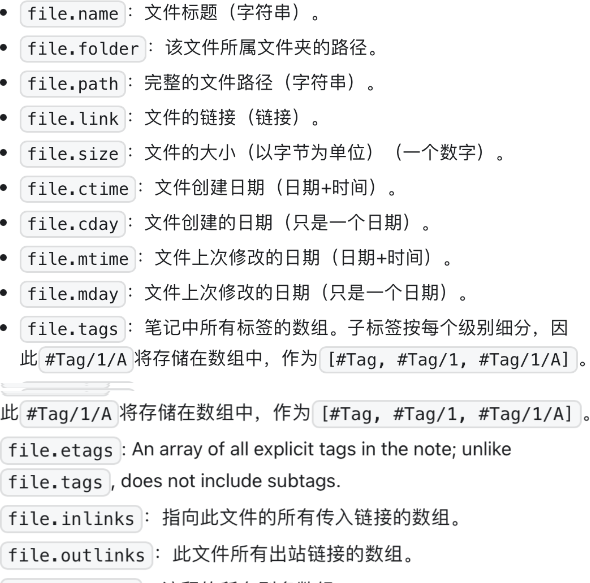 file.name：文件标题（字符串）。
file.folder：该文件所属文件夹的路径。
file.path：完整的文件路径（字符串）。
file.link：文件的链接（链接）。
file.size：文件的大小（以字节为单位）（一个数字）。
file.ctime：文件创建日期（日期+时间）。
file.cday：文件创建的日期（只是一个日期）。
file.mtime：文件上次修改的日期（日期+时间）。
file.mday：文件上次修改的日期（只是一个日期）。
file.tags：笔记中所有标签的数组。子标签按每个级别细分，因
此 #Tag/1/A 将存储在数组中，作为 [#Tag, #Tag/1, #Tag/1/A] 。
此 #Tag/1/A 将存储在数组中，作为 [#Tag, #Tag/1, #Tag/1/A] 。
file.etags: An array of all explicit tags in the note; unlike
file.tags, does not include subtags.
file.inlinks：指向此文件的所有传入链接的数组。
file.outlinks：此文件所有出站链接的数组。